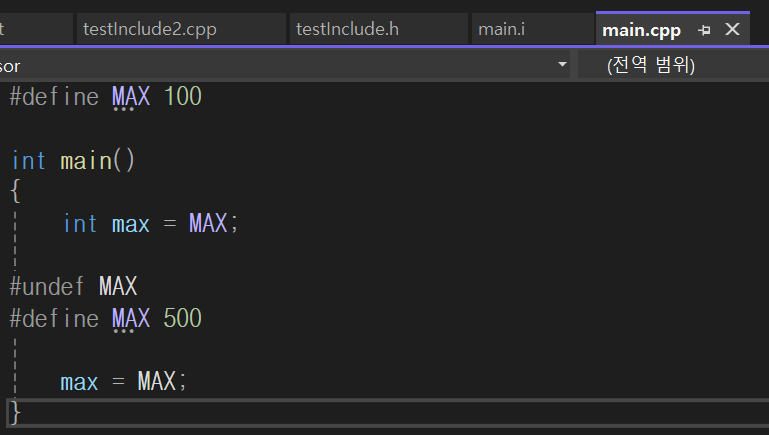 t testInclude2.cpp testInclude.h main.i main.cpp
sor (전역 범위)
#define MAX 100
int main()
{
int max = MAX;
#undef MAX
#define MAX 500
max = MAX;
}